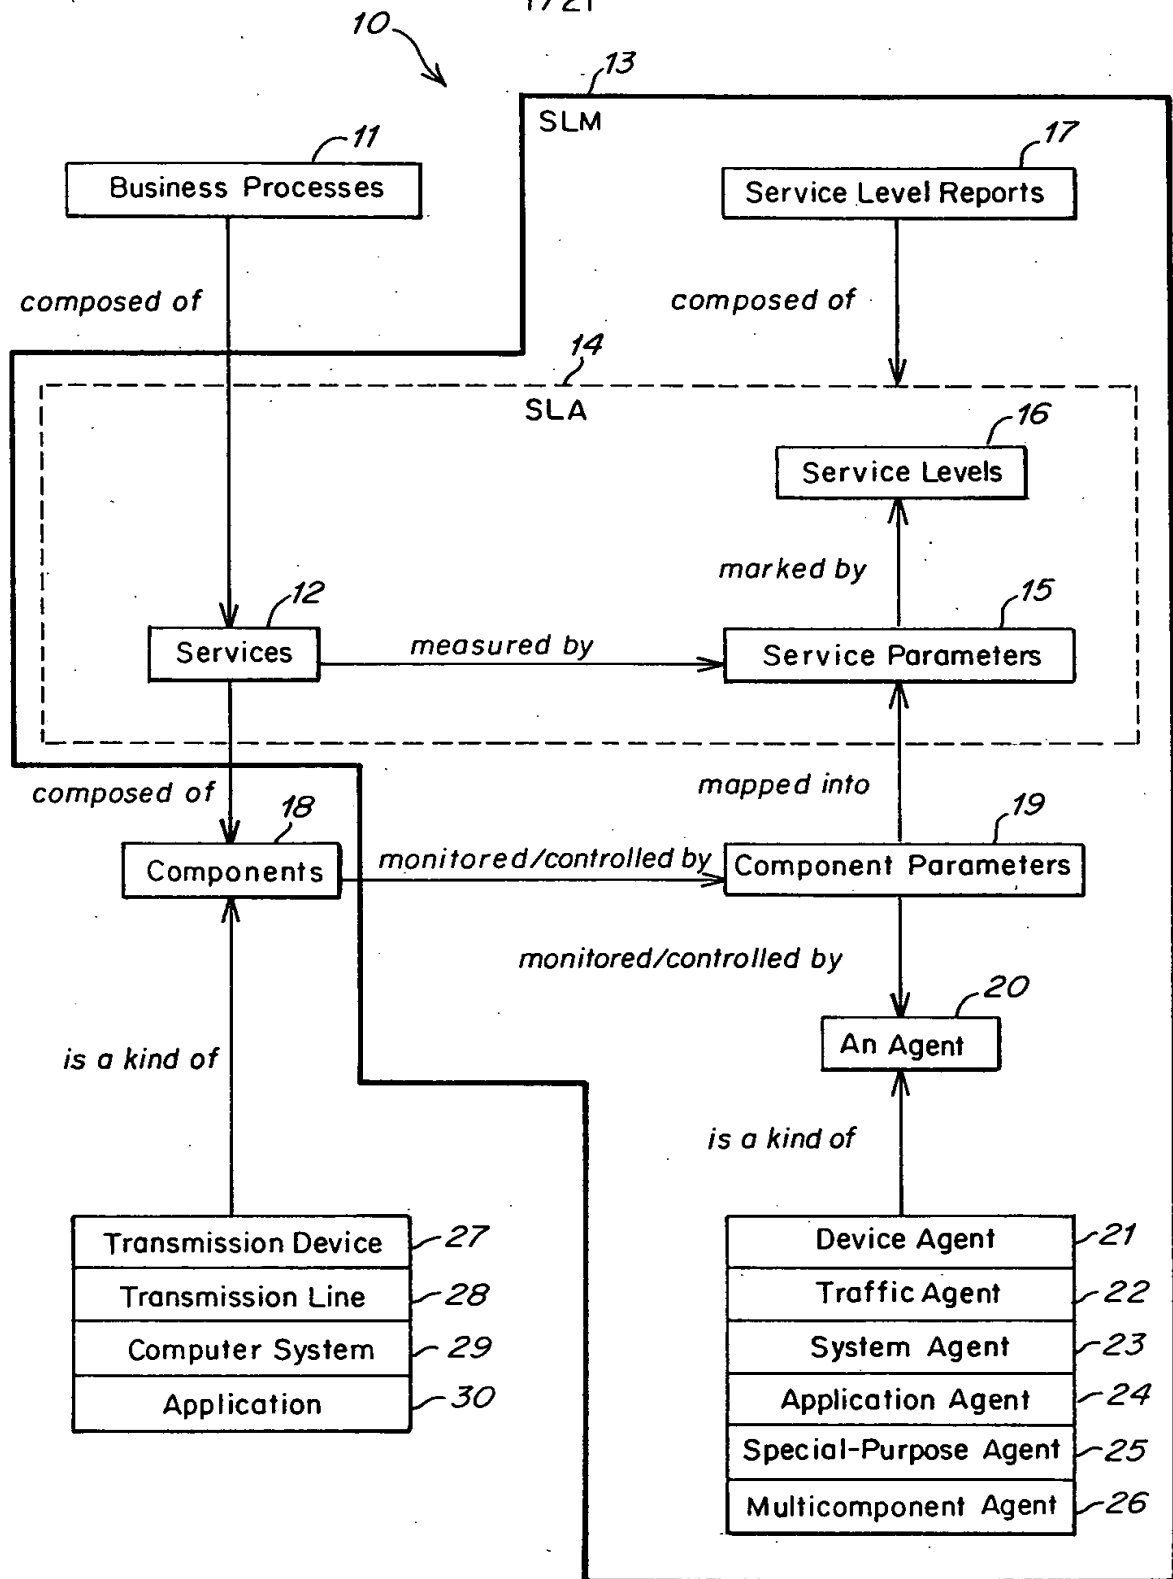 1/21
10
13
SLM
11
17
Business Processes
Service Level Reports
composed of
composed of
14
SLA
16
Service Levels
marked by
12
15
Services
measured by
Service Parameters
composed of
mapped into
18
19
Components
monitored/controlled by
Component Parameters
monitored/controlled by
20
An Agent
is a kind of
is a kind of
Transmission Device 27
Transmission Line 28
Computer System 29
Application 30
Device Agent 21
Traffic Agent 22
System Agent 23
Application Agent 24
Special-Purpose Agent 25
Multicomponent Agent 26